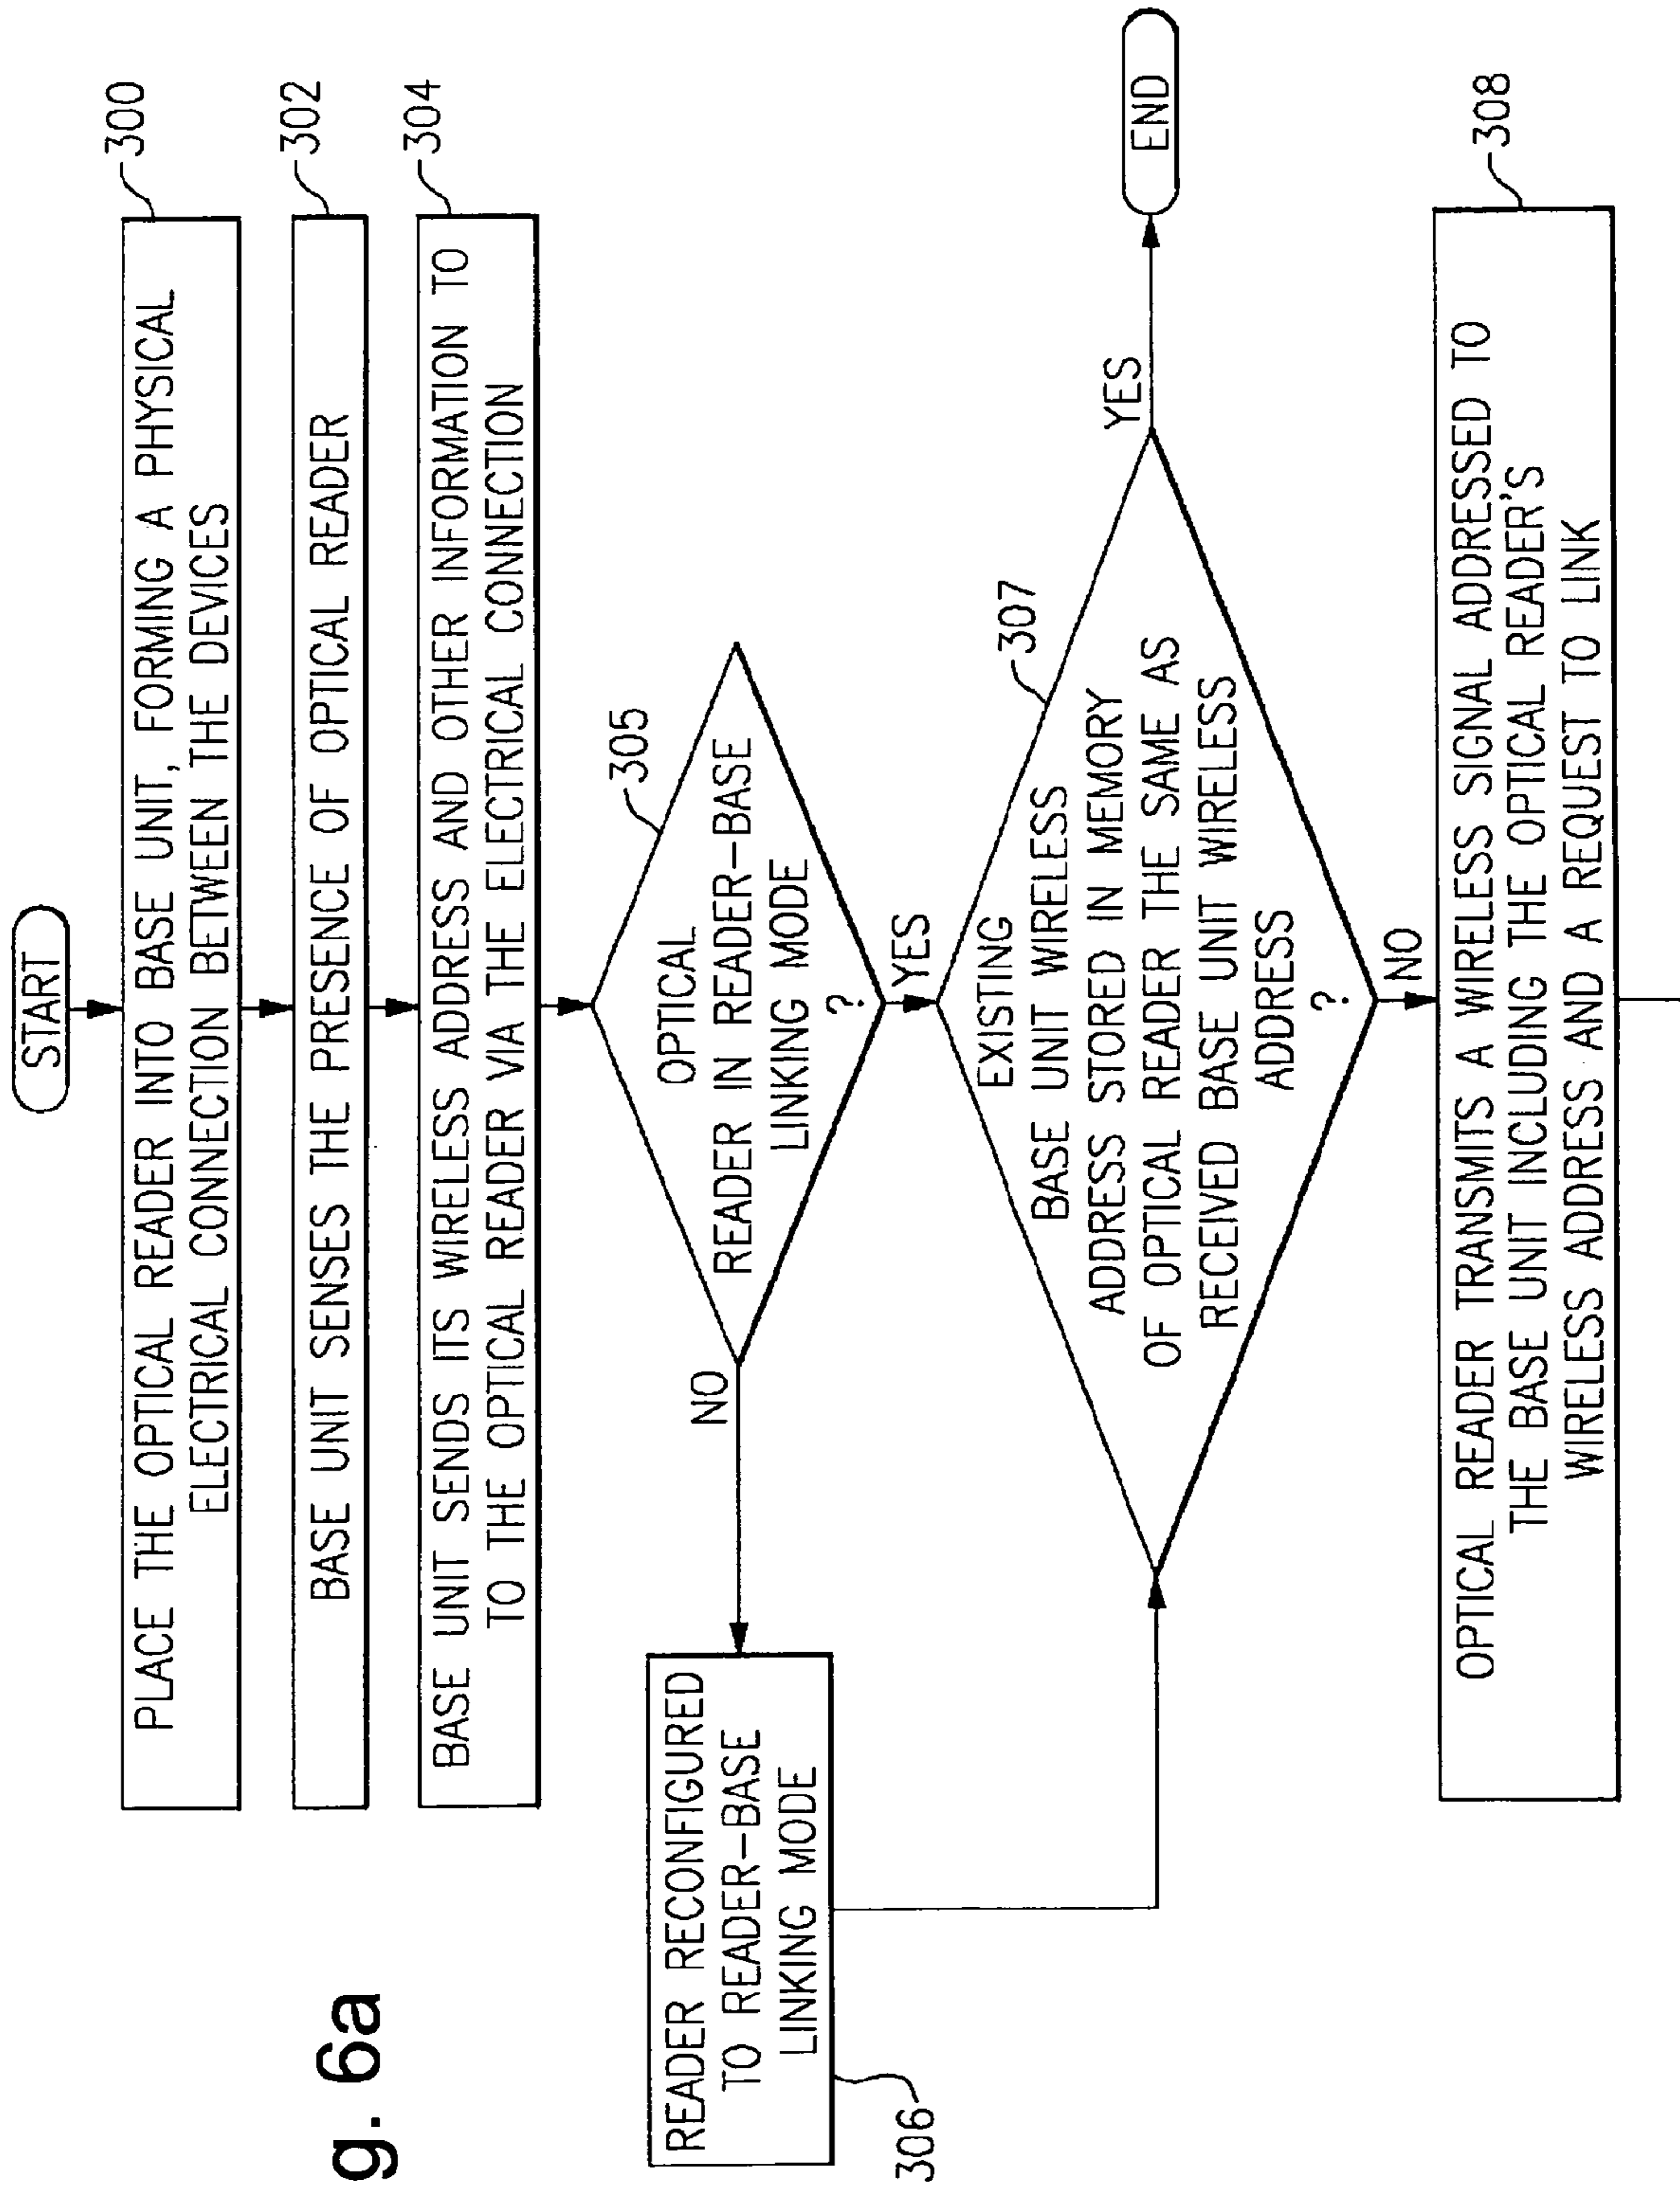 g. 6a
START
300
PLACE THE OPTICAL READER INTO BASE UNIT, FORMING A PHYSICAL
ELECTRICAL CONNECTION BETWEEN THE DEVICES
302
BASE UNIT SENSES THE PRESENCE OF OPTICAL READER
304
BASE UNIT SENDS ITS WIRELESS ADDRESS AND OTHER INFORMATION TO
TO THE OPTICAL READER VIA THE ELECTRICAL CONNECTION
305
OPTICAL
READER IN READER-BASE
LINKING MODE
?
NO
YES
READER RECONFIGURED
TO READER-BASE
LINKING MODE
306
307
EXISTING
BASE UNIT WIRELESS
ADDRESS STORED IN MEMORY
OF OPTICAL READER THE SAME AS
RECEIVED BASE UNIT WIRELESS
ADDRESS
?
YES
END
NO
308
OPTICAL READER TRANSMITS A WIRELESS SIGNAL ADDRESSED TO
THE BASE UNIT INCLUDING THE OPTICAL READER'S
WIRELESS ADDRESS AND A REQUEST TO LINK